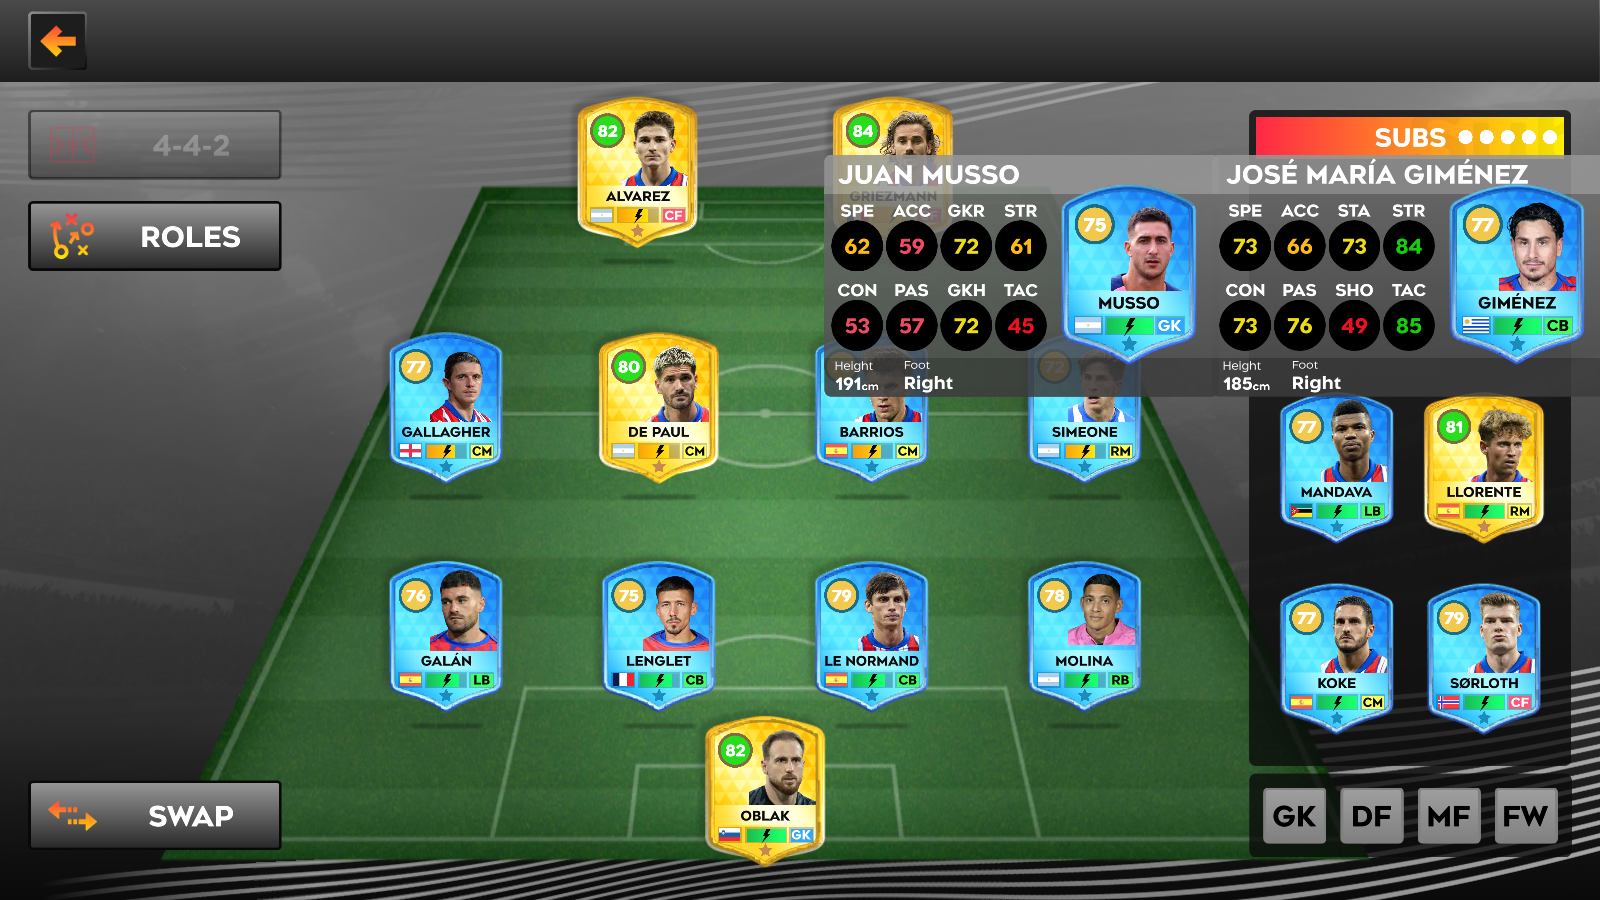 4-4-2
ROLES
SUBS
82
ALVAREZ
CF
84
GRIEZMANN
JUAN MUSSO
SPE ACC GKR STR
62 59 72 61
CON PAS GKH TAC
53 57 72 45
Height Foot
191cm Right
75
MUSSO
GK
JOSÉ MARÍA GIMÉNEZ
SPE ACC STA STR
73 66 73 84
CON PAS SHO TAC
73 76 49 85
Height Foot
185cm Right
77
GIMÉNEZ
CB
77
GALLAGHER
CM
80
DE PAUL
CM
BARRIOS
CM
72
SIMEONE
RM
77
MANDAVA
LB
81
LLORENTE
RM
76
GALÁN
LB
75
LENGLET
CB
79
LE NORMAND
CB
78
MOLINA
RB
77
KOKE
CM
79
SØRLOTH
CF
82
OBLAK
GK
SWAP
GK DF MF FW